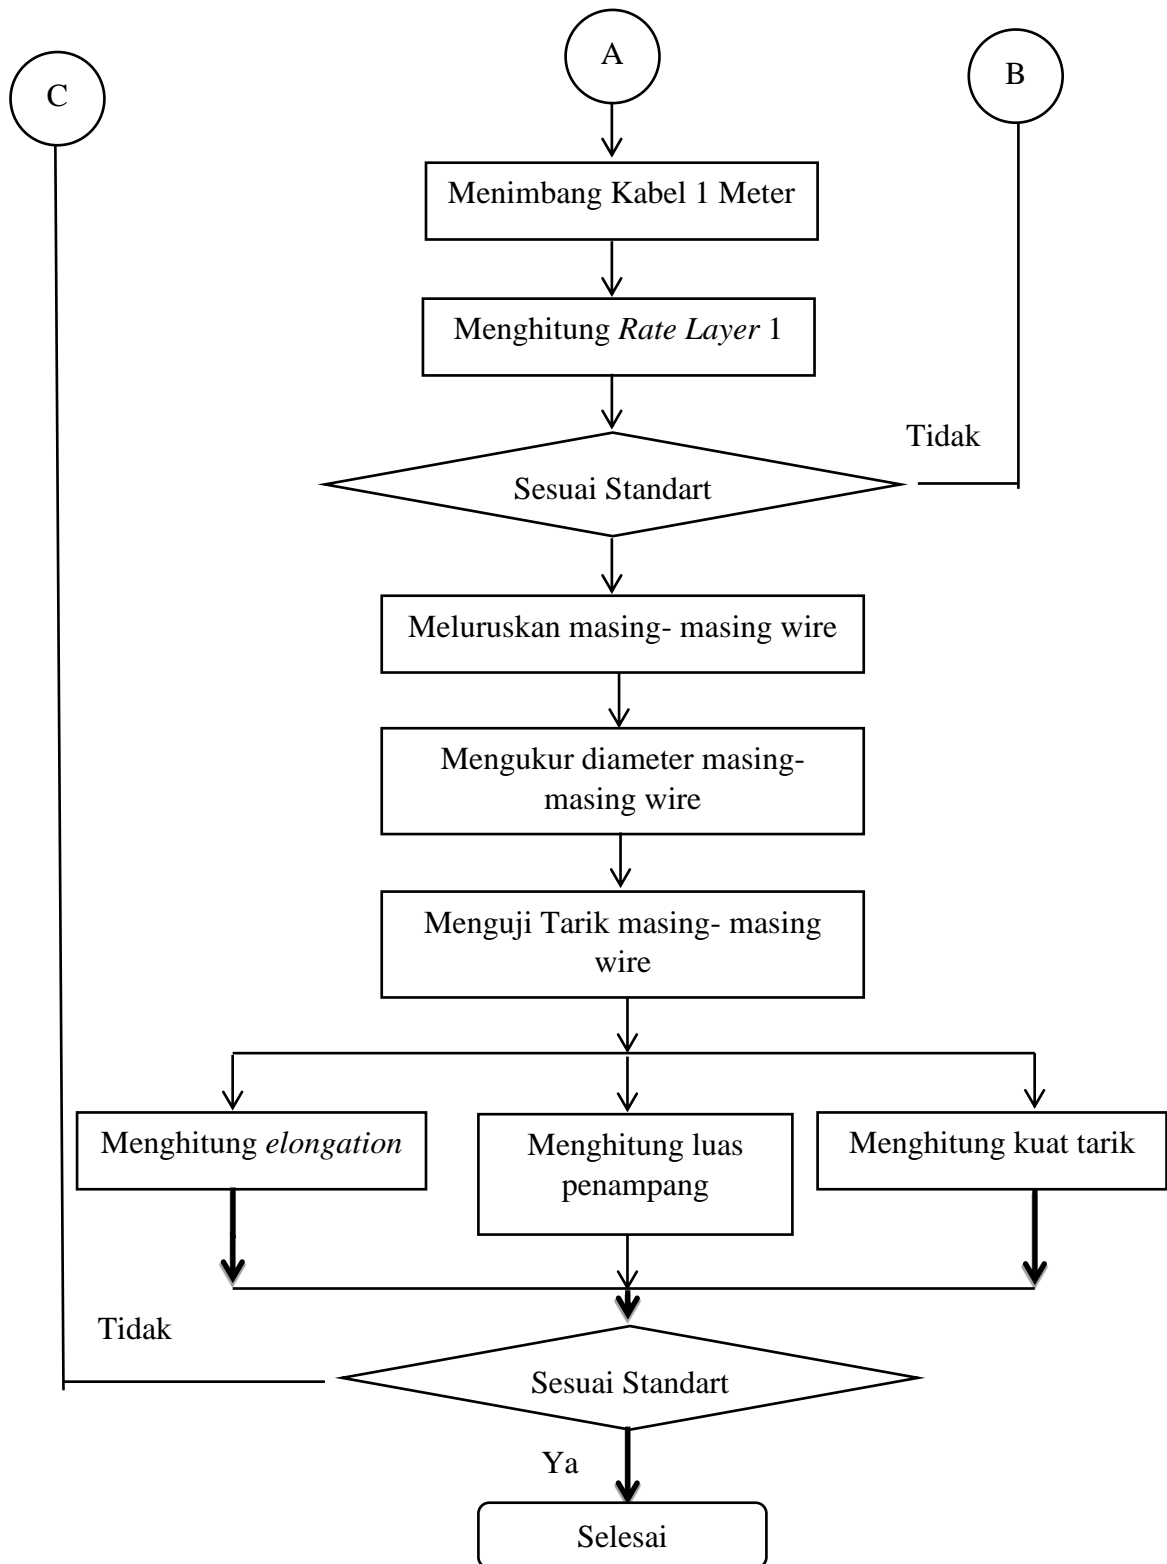 A
B
C
Menimbang Kabel 1 Meter
Menghitung Rate Layer 1
Tidak
Sesuai Standart
Meluruskan masing- masing wire
Mengukur diameter masing-
masing wire
Menguji Tarik masing- masing
wire
Menghitung elongation
Menghitung luas
penampang
Menghitung kuat tarik
Tidak
Sesuai Standart
Ya
Selesai